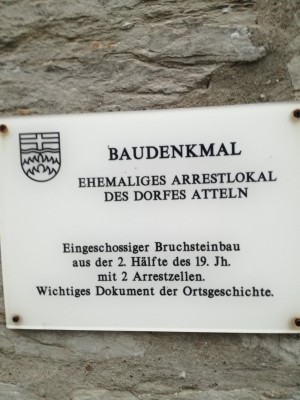 BAUDENKMAL
EHEMALIGES ARRESTLOKAL
DES DORFES ATTELN
Eingeschossiger Bruchsteinbau
aus der 2. Hälfte des 19. Jh.
mit 2 Arrestzellen.
Wichtiges Dokument der Ortsgeschichte.